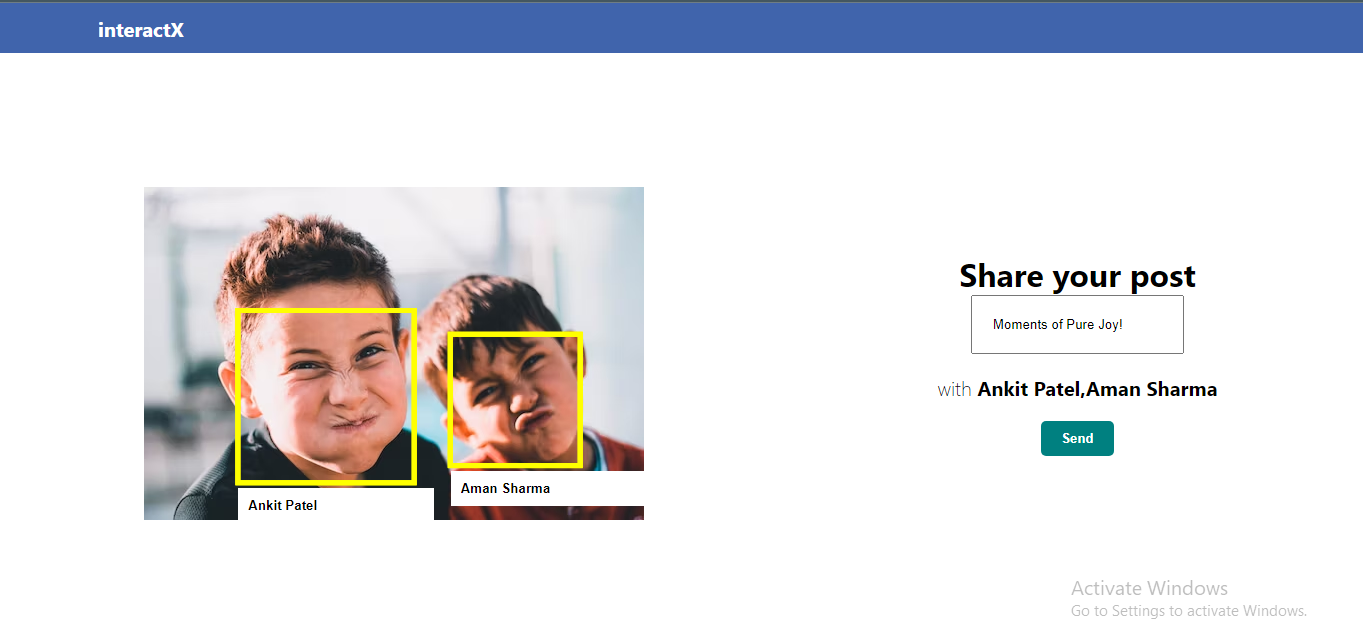 interactX
Ankit Patel
Aman Sharma
Share your post
Moments of Pure Joy!
with Ankit Patel,Aman Sharma
Send
Activate Windows
Go to Settings to activate Windows.